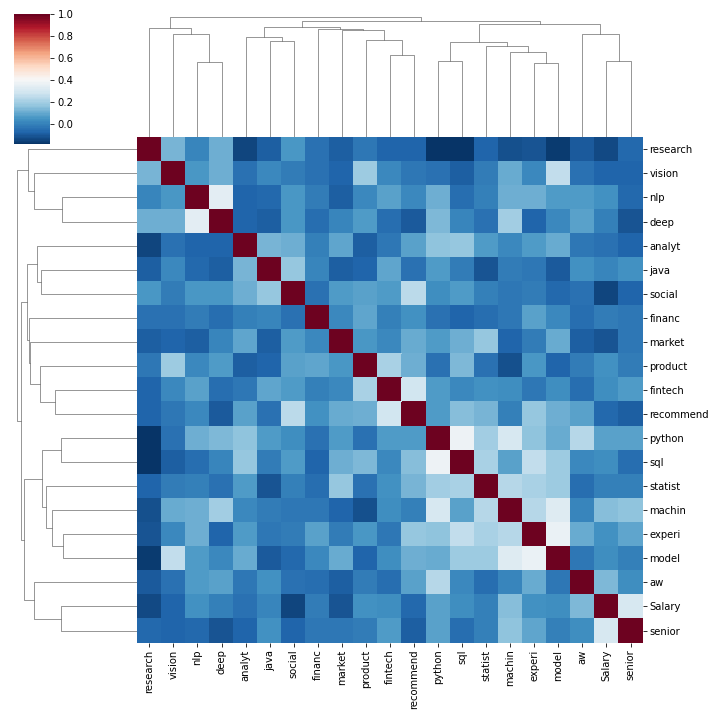 1.0
0.8
0.6
0.4
0.2
0.0
research
vision
nlp
deep
analyt
java
social
financ
market
product
fintech
recommend
python
sql
statist
machin
experi
model
aw
Salary
senior
research
vision
nlp
deep
analyt
java
social
financ
market
product
fintech
recommend
python
sql
statist
machin
experi
model
aw
Salary
senior